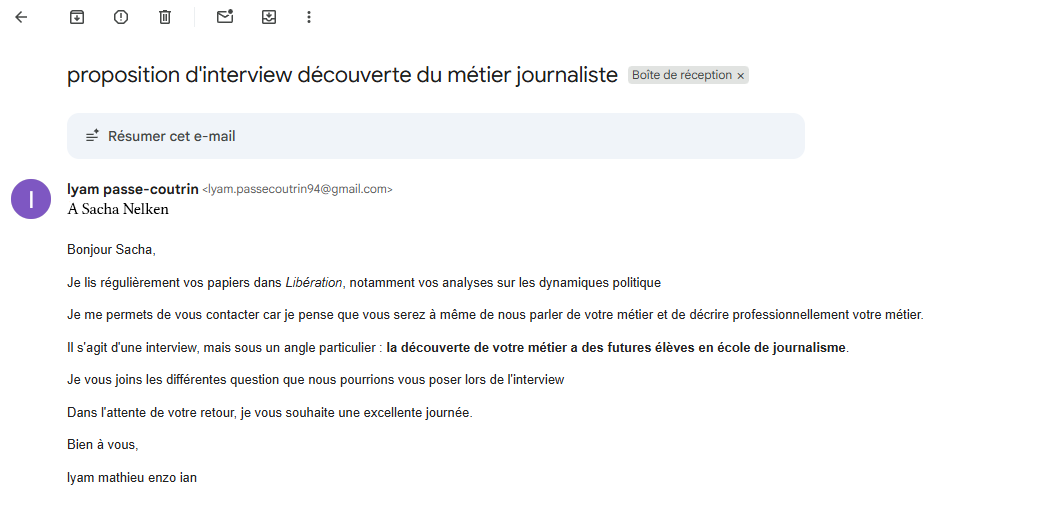 proposition d'interview découverte du métier journaliste Boîte de réception ×
Résumer cet e-mail
I
lyam passe-coutrin <lyam.passecoutrin94@gmail.com>
A Sacha Nelken
Bonjour Sacha,
Je lis régulièrement vos papiers dans Libération, notamment vos analyses sur les dynamiques politique
Je me permets de vous contacter car je pense que vous serez à même de nous parler de votre métier et de décrire professionnellement votre métier.
Il s'agit d'une interview, mais sous un angle particulier : la découverte de votre métier a des futures élèves en école de journalisme.
Je vous joins les différentes question que nous pourrions vous poser lors de l'interview
Dans l'attente de votre retour, je vous souhaite une excellente journée.
Bien à vous,
lyam mathieu enzo ian